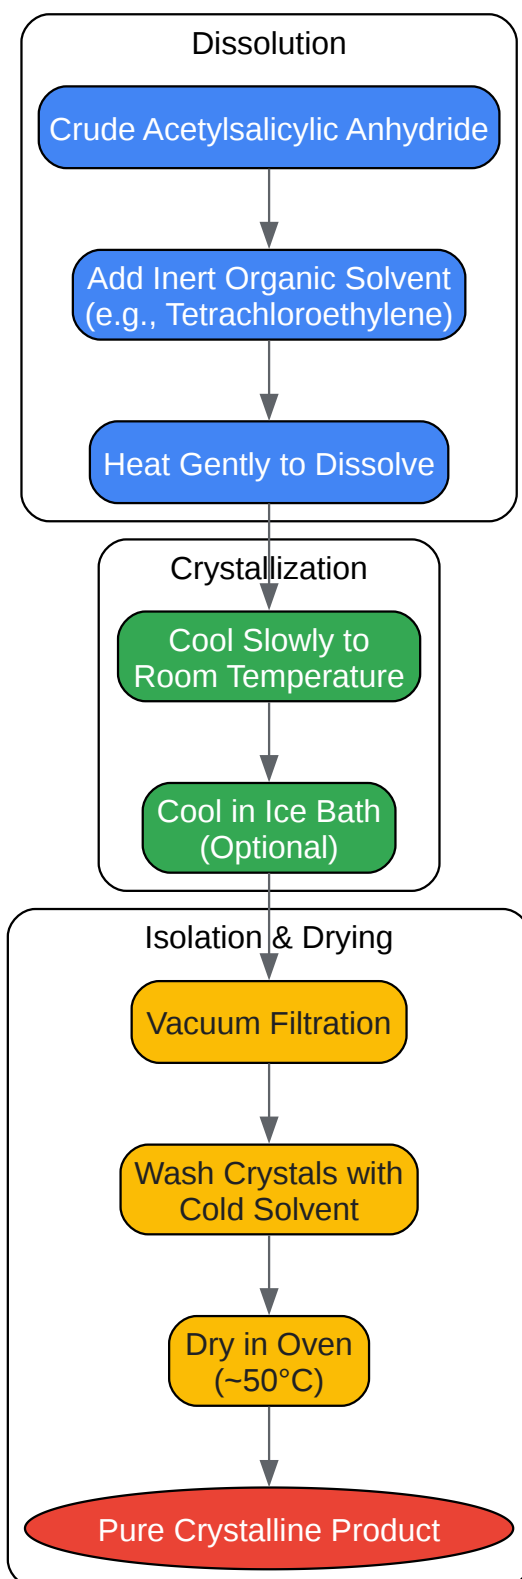 Dissolution
Crude Acetylsalicylic Anhydride
Add Inert Organic Solvent
(e.g., Tetrachloroethylene)
Heat Gently to Dissolve
Crystallization
Cool Slowly to
Room Temperature
Cool in Ice Bath
(Optional)
Isolation & Drying
Vacuum Filtration
Wash Crystals with
Cold Solvent
Dry in Oven
(~50°C)
Pure Crystalline Product